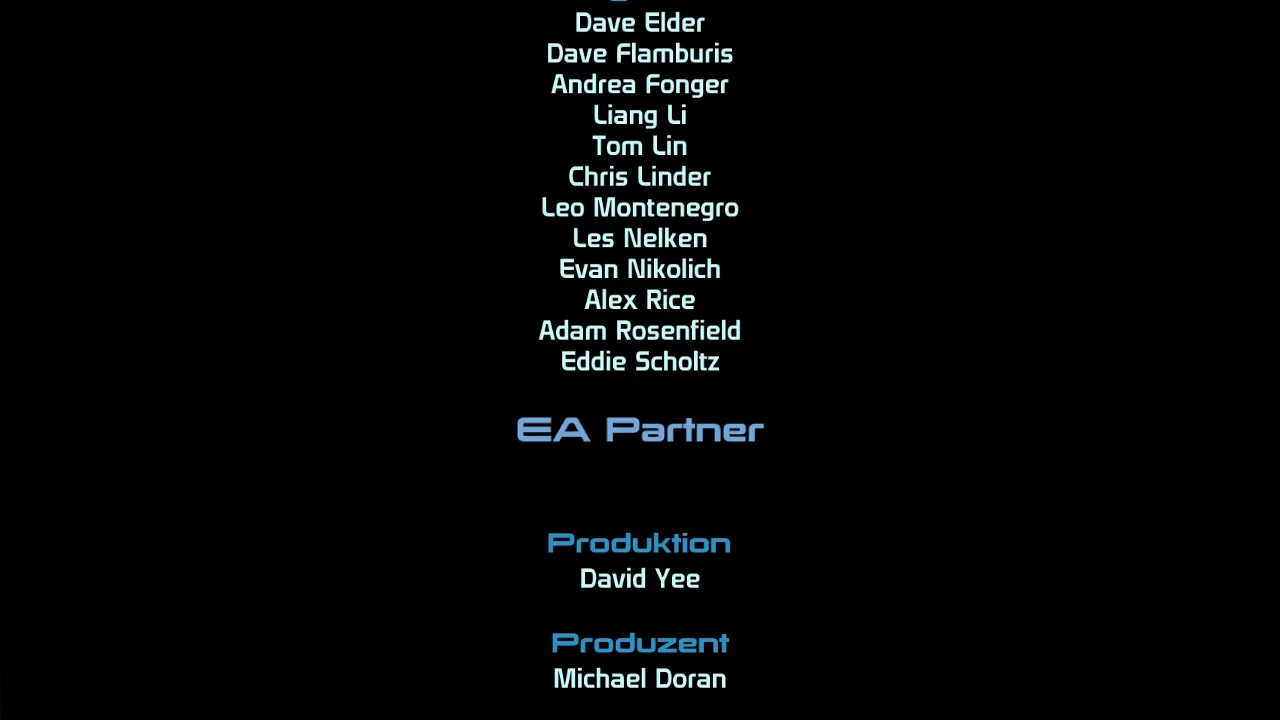 Dave Elder
Dave Flamburis
Andrea Fonger
Liang Li
Tom Lin
Chris Linder
Leo Montenegro
Les Nelken
Evan Nikolich
Alex Rice
Adam Rosenfield
Eddie Scholtz
EA Partner
Produktion
David Yee
Produzent
Michael Doran